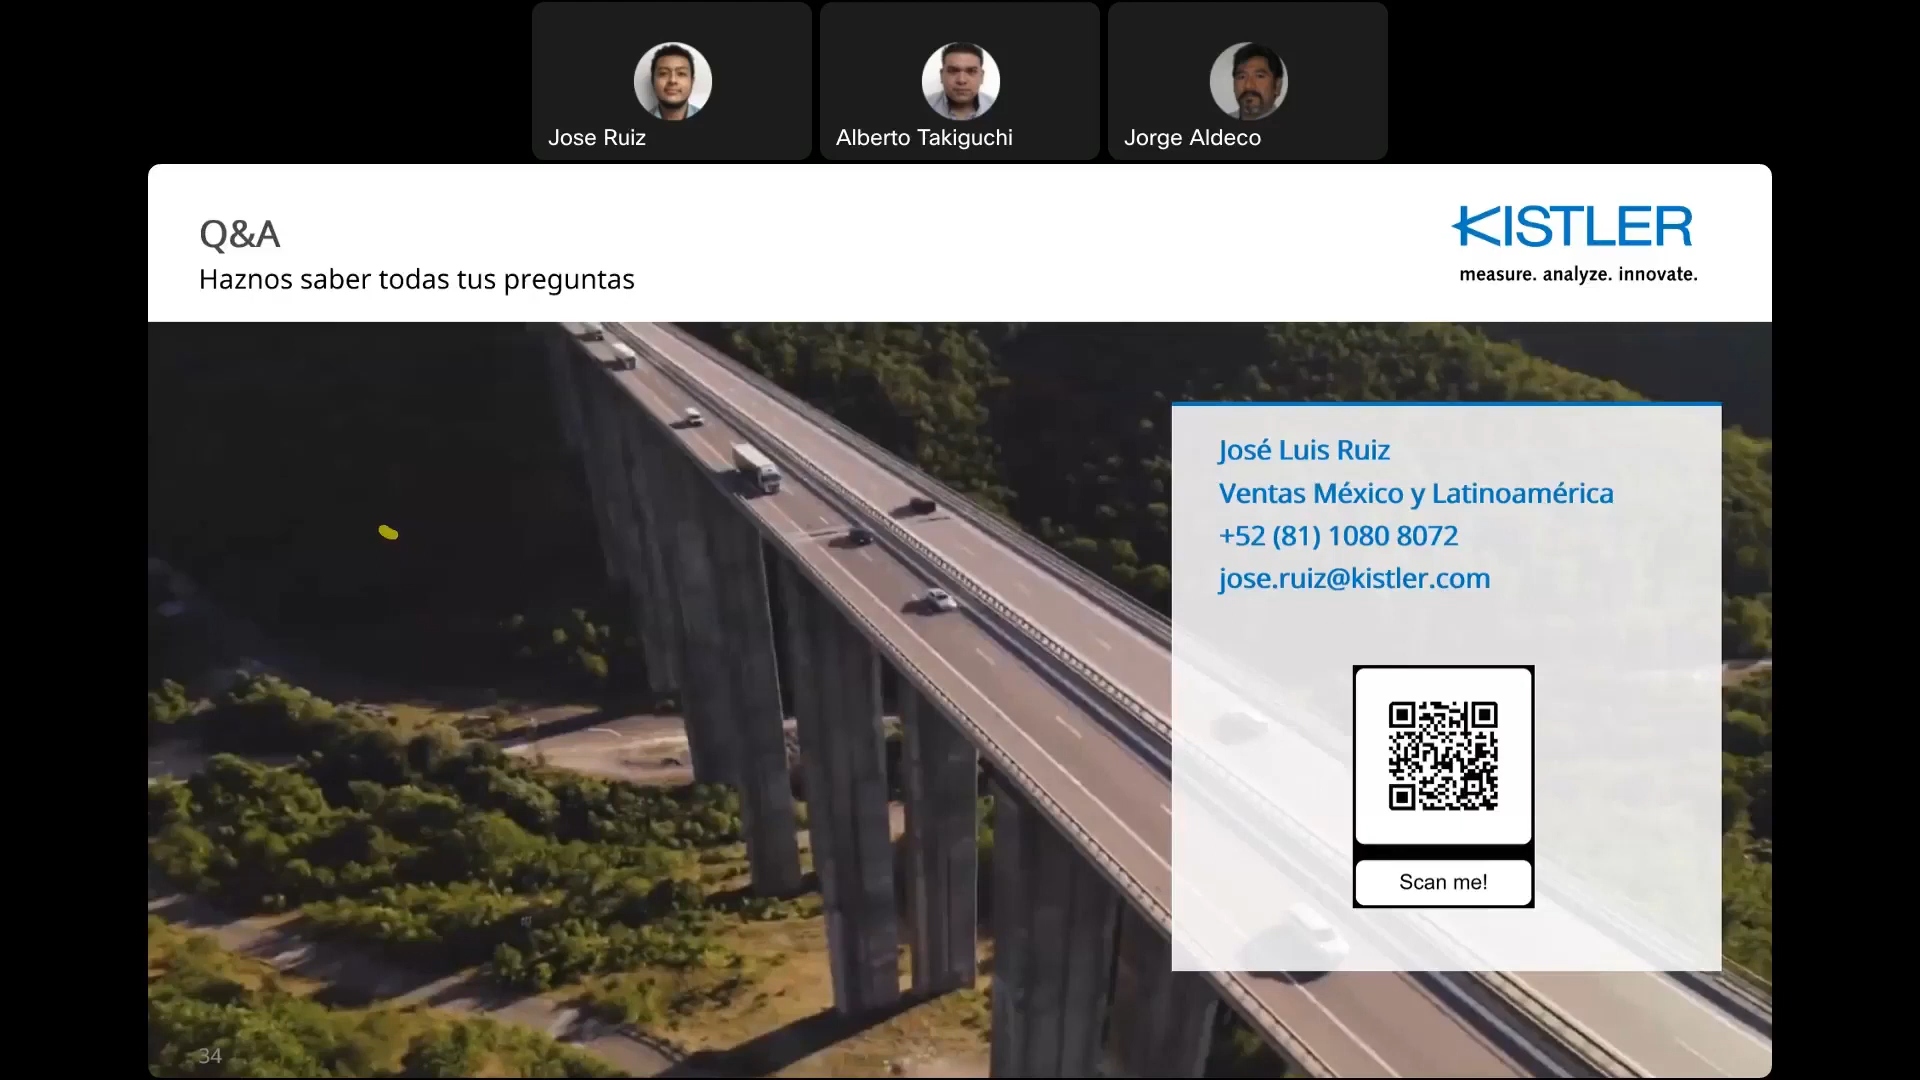 Jose Ruiz
Alberto Takiguchi
Jorge Aldeco
Q&A
Haznos saber todas tus preguntas
KISTLER
measure. analyze. innovate.
José Luis Ruiz
Ventas México y Latinoamérica
+52 (81) 1080 8072
jose.ruiz@kistler.com
Scan me!
34